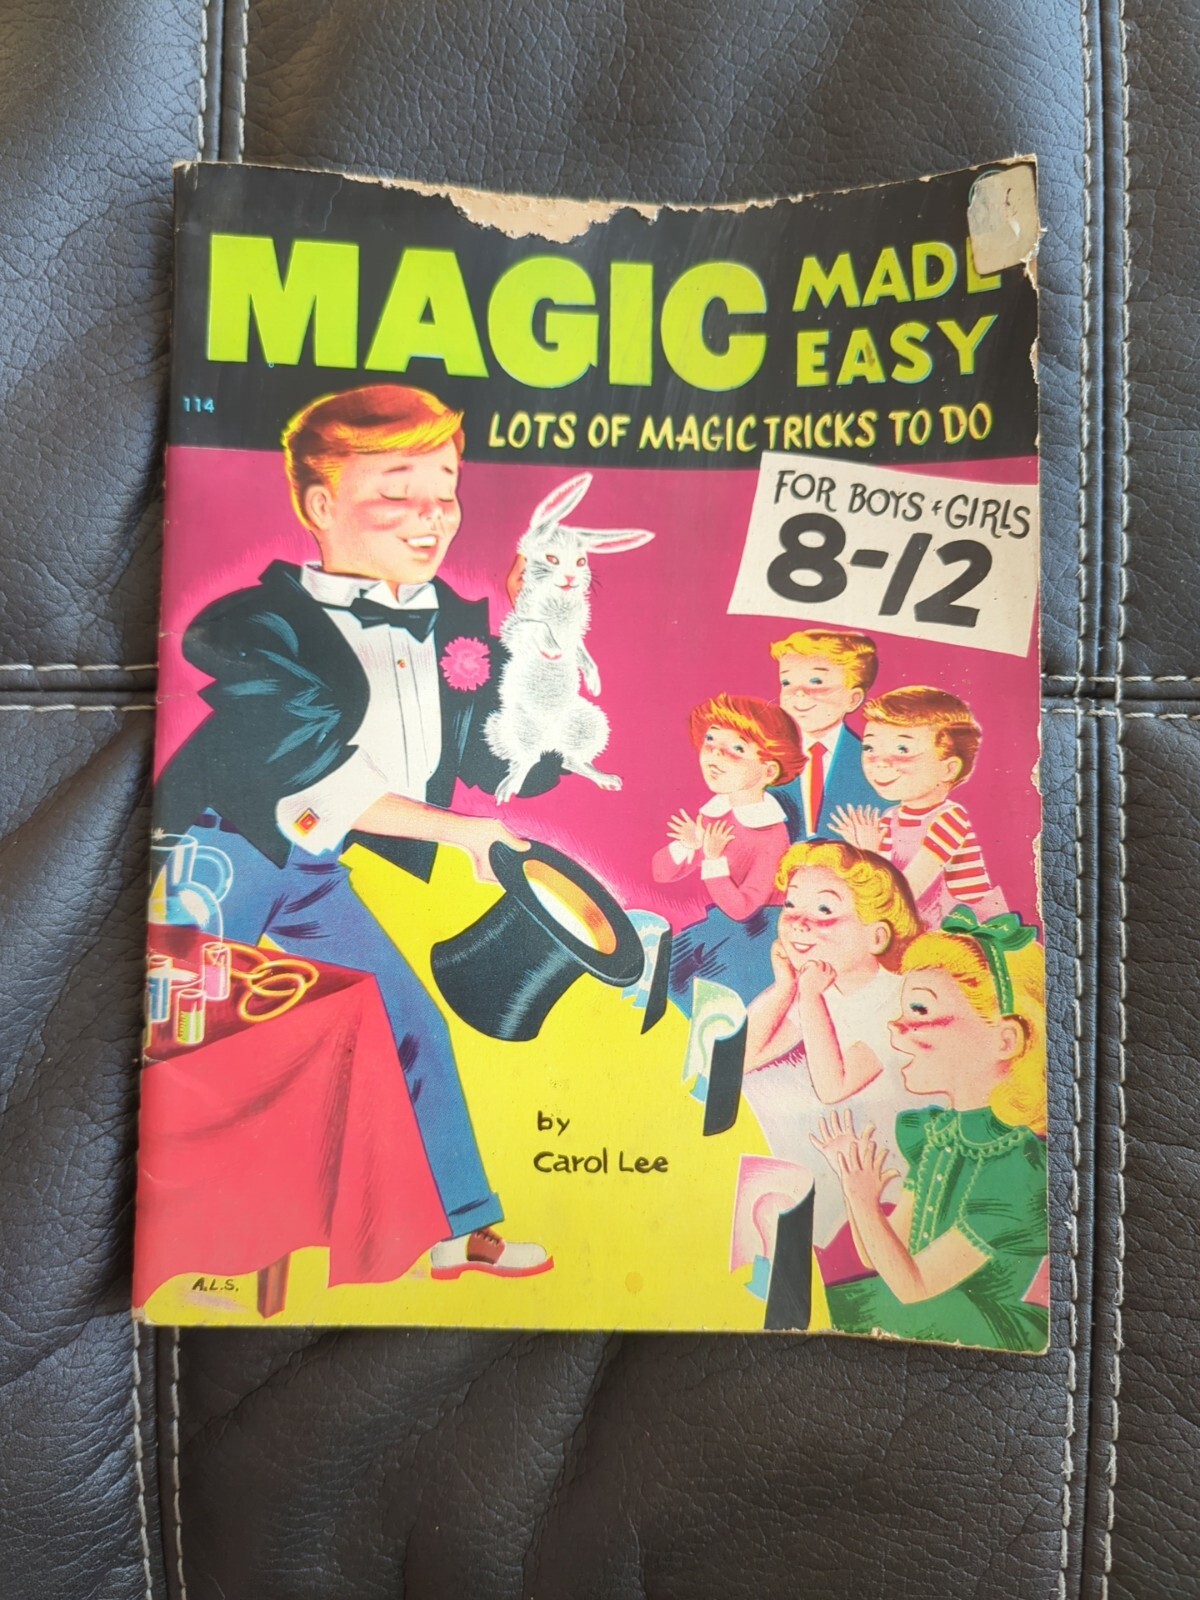 MAGIC MADE
EASY
114
LOTS OF MAGIC TRICKS TO DO
FOR BOYS & GIRLS
8-12
by
Carol Lee
A.L.S.